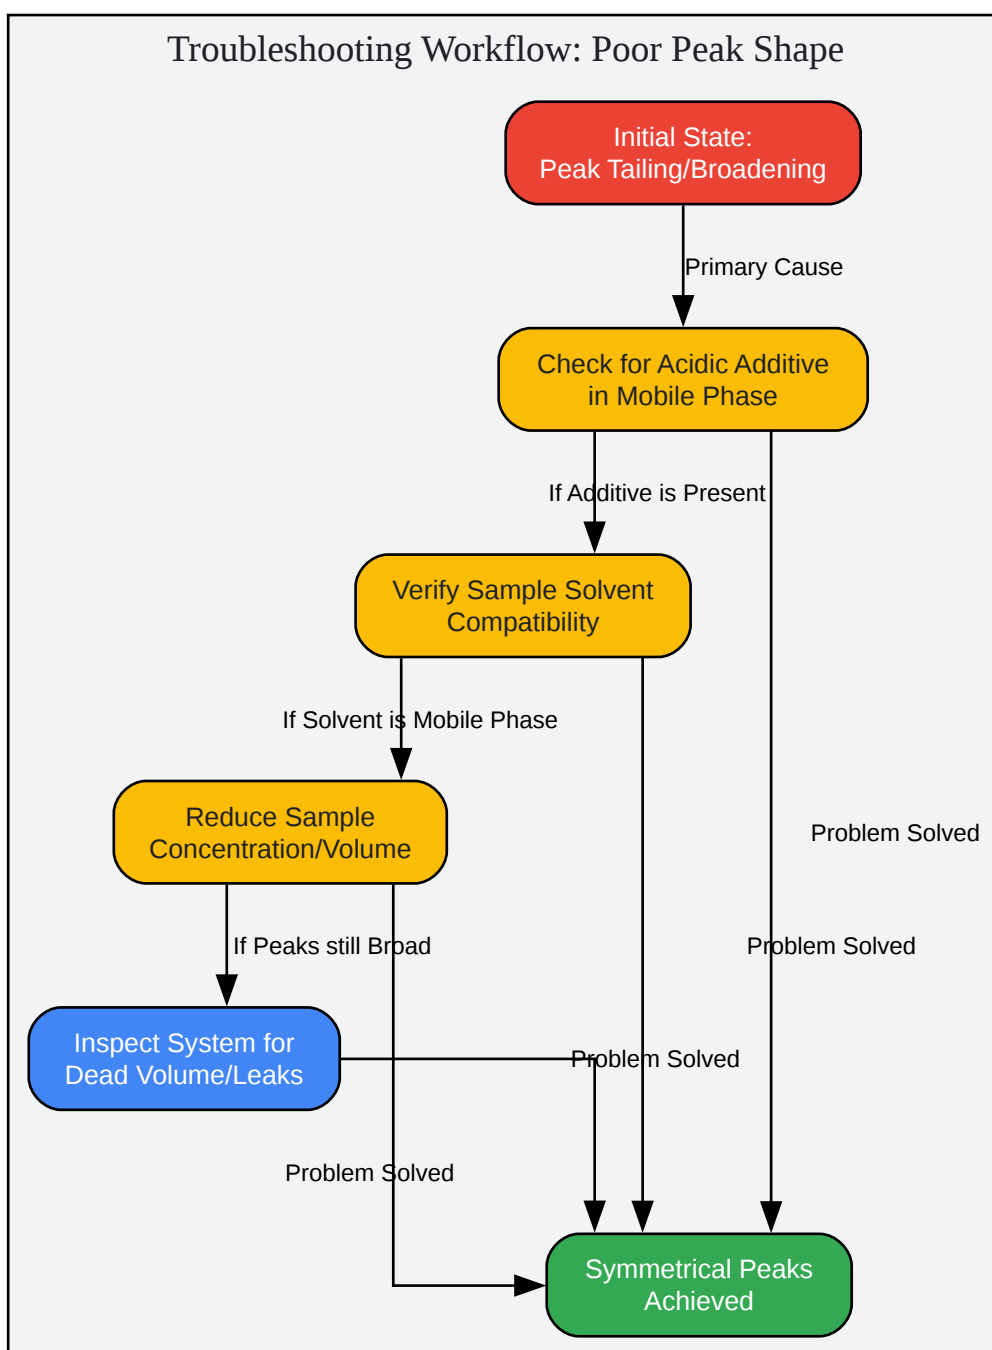 Troubleshooting Workflow: Poor Peak Shape
Initial State:
Peak Tailing/Broadening
Primary Cause
Check for Acidic Additive
in Mobile Phase
If Additive is Present
Verify Sample Solvent
Compatibility
If Solvent is Mobile Phase
Reduce Sample
Concentration/Volume
Problem Solved
If Peaks still Broad
Problem Solved
Inspect System for
Dead Volume/Leaks
Problem Solved
Problem Solved
Symmetrical Peaks
Achieved